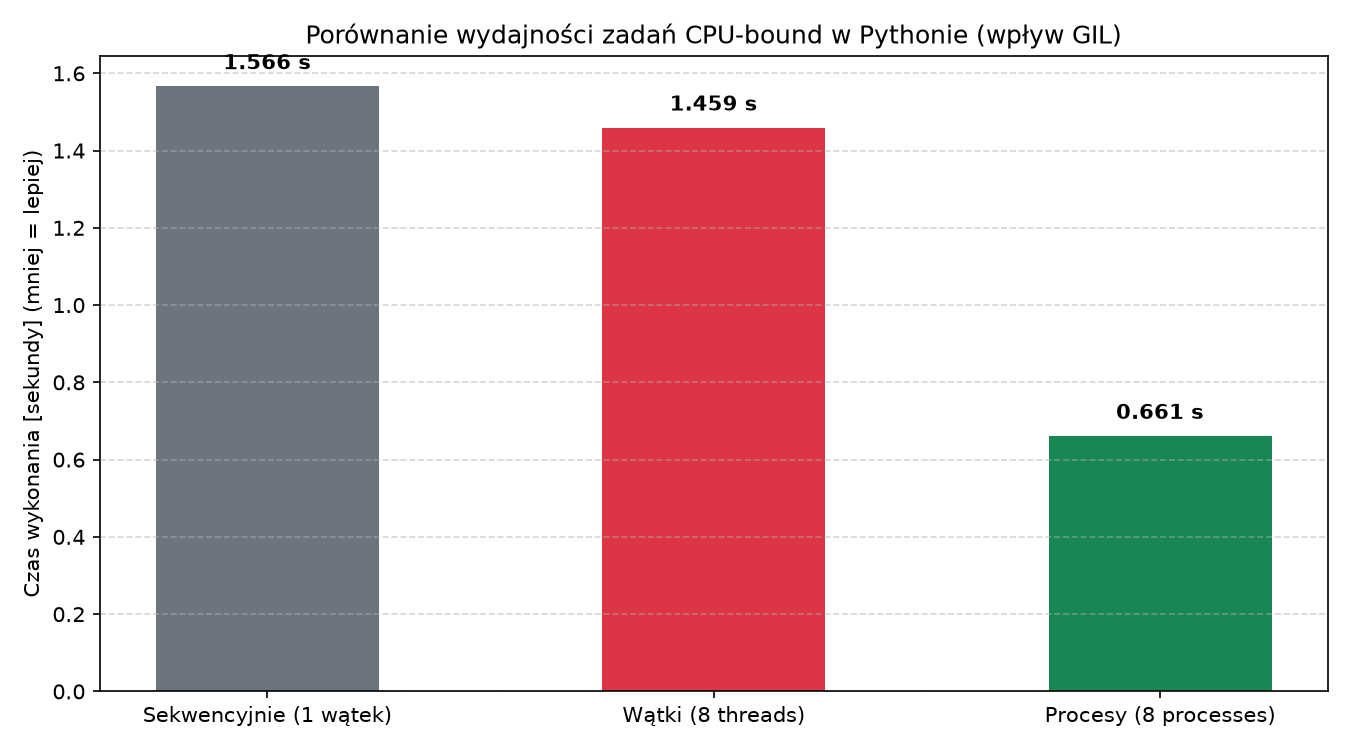 Porównanie wydajności zadań CPU-bound w Pythonie (wpływ GIL)
Czas wykonania [sekundy] (mniej = lepiej)
1.6
1.4
1.2
1.0
0.8
0.6
0.4
0.2
0.0
1.566 s
1.459 s
0.661 s
Sekwencyjnie (1 wątek)
Wątki (8 threads)
Procesy (8 processes)